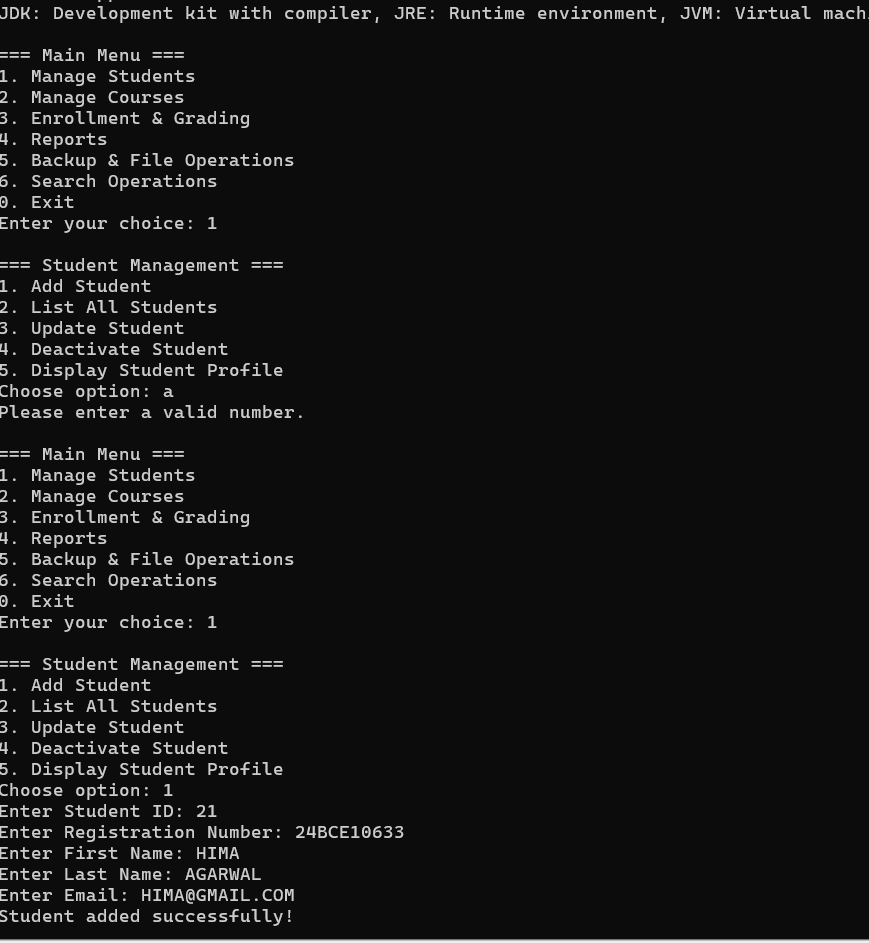 JDK: Development kit with compiler, JRE: Runtime environment, JVM: Virtual mach
=== Main Menu ===
1. Manage Students
2. Manage Courses
3. Enrollment & Grading
4. Reports
5. Backup & File Operations
6. Search Operations
0. Exit
Enter your choice: 1
=== Student Management ===
1. Add Student
2. List All Students
3. Update Student
4. Deactivate Student
5. Display Student Profile
Choose option: a
Please enter a valid number.
=== Main Menu ===
1. Manage Students
2. Manage Courses
3. Enrollment & Grading
4. Reports
5. Backup & File Operations
6. Search Operations
0. Exit
Enter your choice: 1
=== Student Management ===
1. Add Student
2. List All Students
3. Update Student
4. Deactivate Student
5. Display Student Profile
Choose option: 1
Enter Student ID: 21
Enter Registration Number: 24BCE10633
Enter First Name: HIMA
Enter Last Name: AGARWAL
Enter Email: HIMA@GMAIL.COM
Student added successfully!